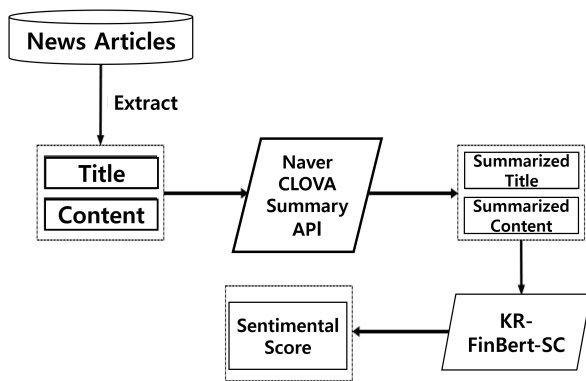 News Articles
Extract
Title
Content
Naver
CLOVA
Summary
API
Summarized
Title
Summarized
Content
KR-
FinBert-SC
Sentimental
Score